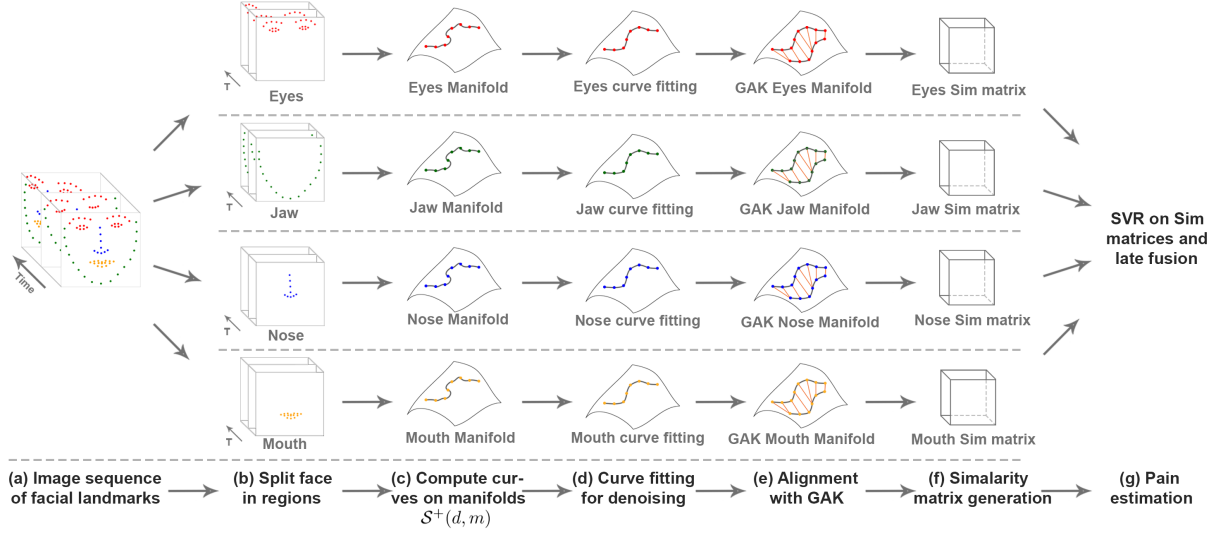 T
Eyes
Eyes Manifold
Eyes curve fitting
GAK Eyes Manifold
Eyes Sim matrix
T
Jaw
Jaw Manifold
Jaw curve fitting
GAK Jaw Manifold
Jaw Sim matrix
Time
SVR on Sim
matrices and
late fusion
T
Nose
Nose Manifold
Nose curve fitting
GAK Nose Manifold
Nose Sim matrix
T
Mouth
Mouth Manifold
Mouth curve fitting
GAK Mouth Manifold
Mouth Sim matrix
(a) Image sequence
of facial landmarks
(b) Split face
in regions
(c) Compute cur-
ves on manifolds
S⁺(d, m)
(d) Curve fitting
for denoising
(e) Alignment
with GAK
(f) Simalarity
matrix generation
(g) Pain
estimation